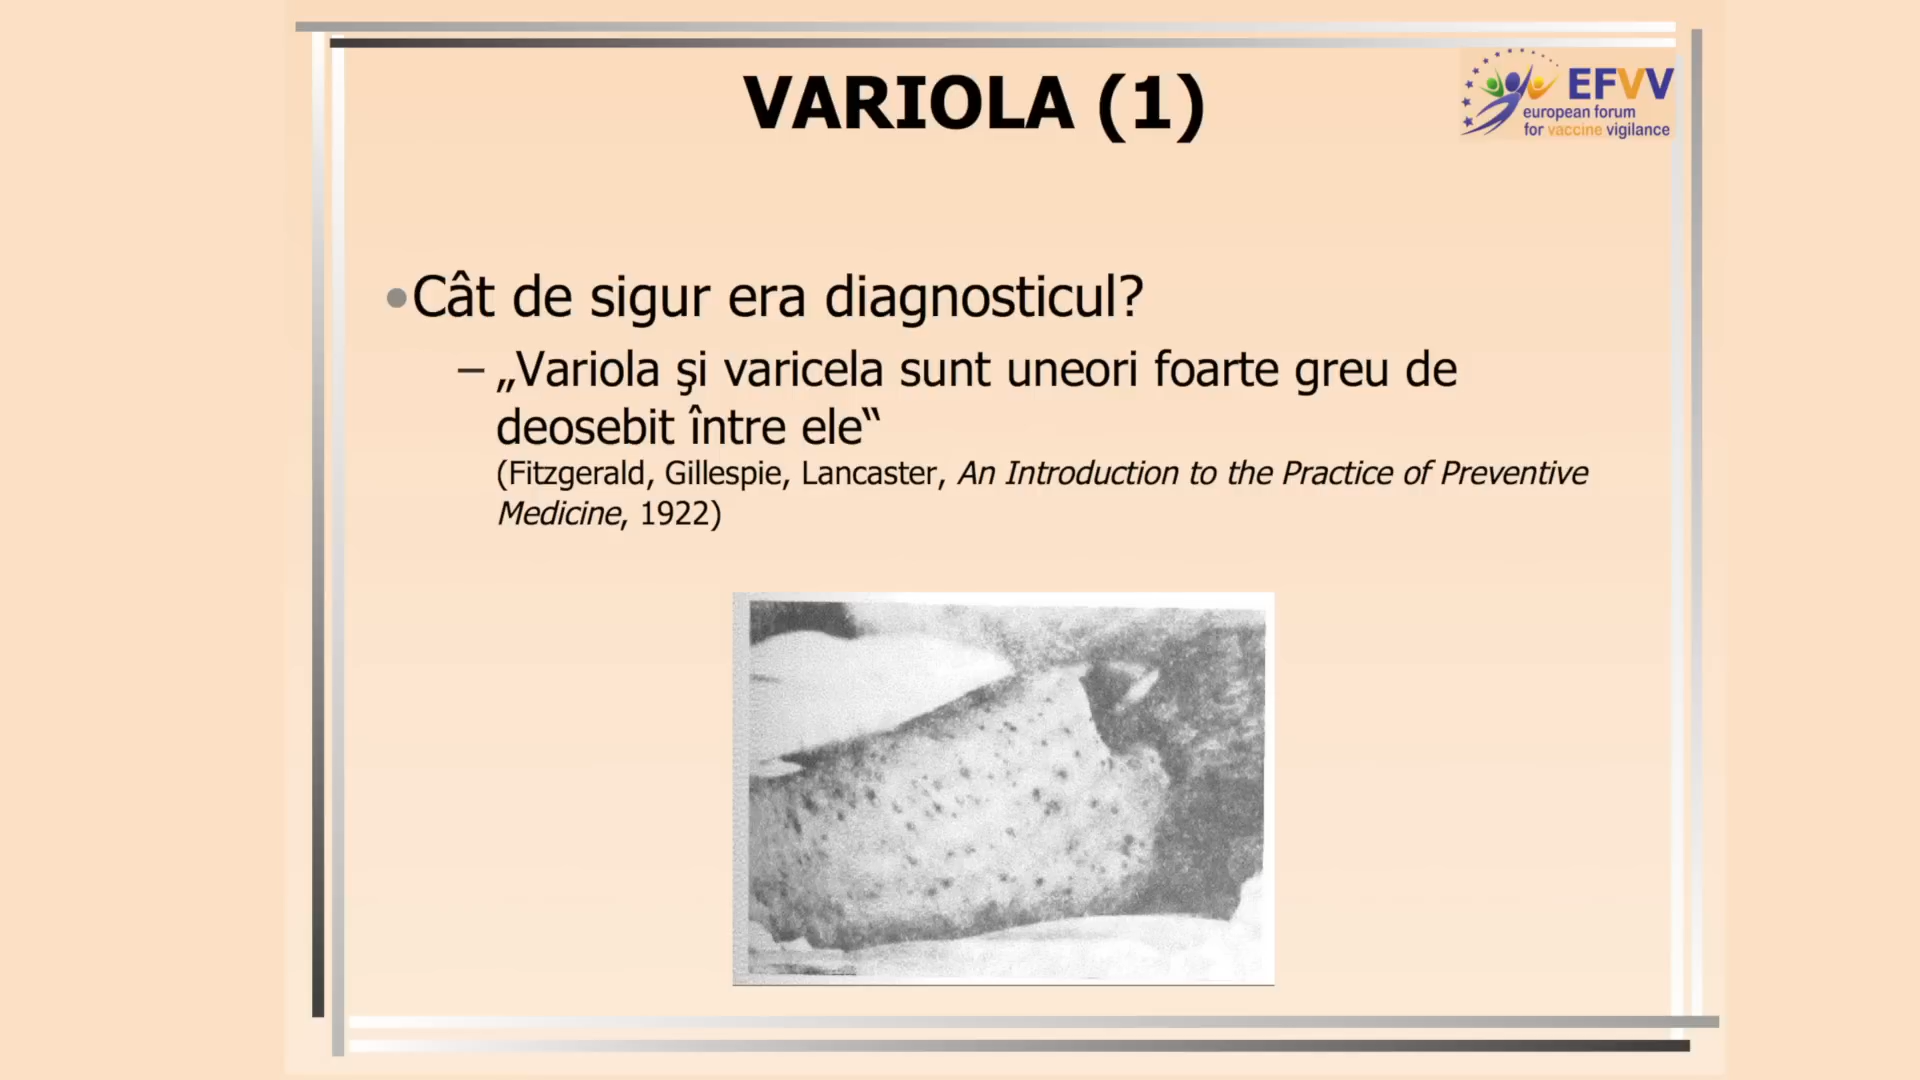 VARIOLA (1)
EFVV
european forum
for vaccine vigilance
•Cât de sigur era diagnosticul?
– „Variola şi varicela sunt uneori foarte greu de
deosebit între ele“
(Fitzgerald, Gillespie, Lancaster, An Introduction to the Practice of Preventive
Medicine, 1922)